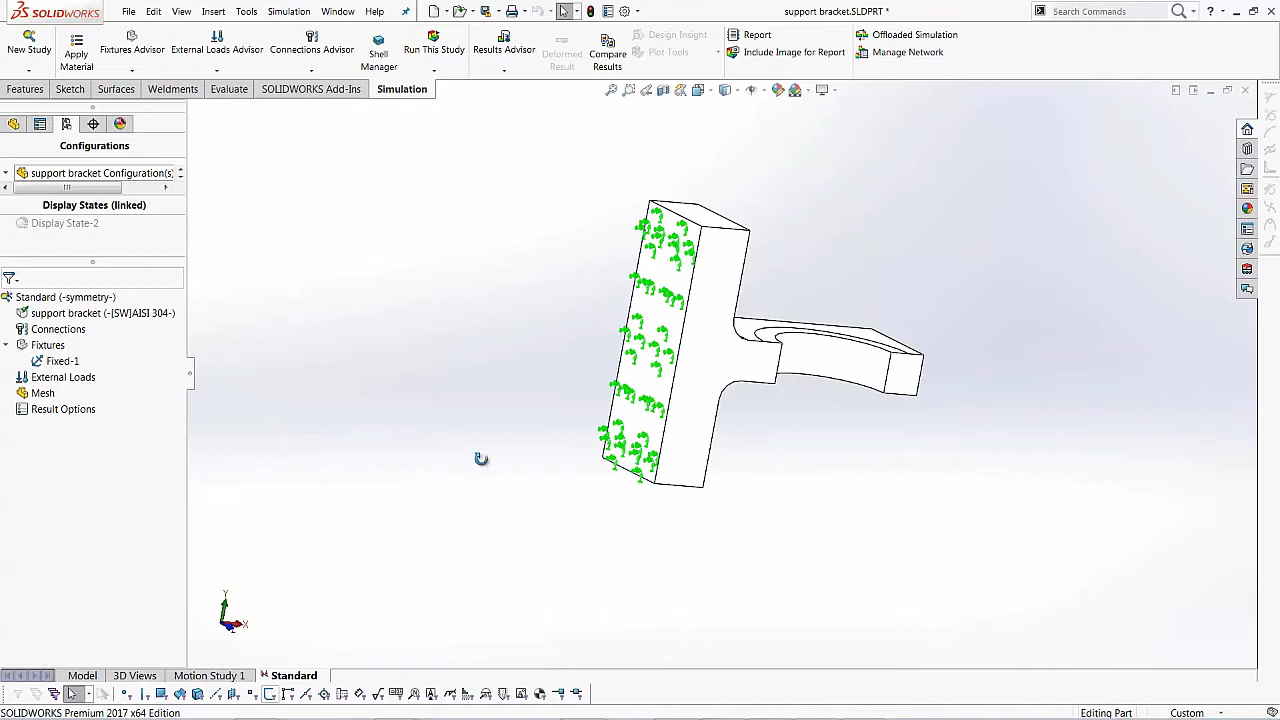 SOLIDWORKS File Edit View Insert Tools Simulation Window Help support bracket.SLDPRT * Search Commands ?
New Study
Apply Material
Fixtures Advisor
External Loads Advisor
Connections Advisor
Shell Manager
Run This Study
Results Advisor
Deformed Result
Compare Results
Design Insight
Plot Tools
Report
Include Image for Report
Offloaded Simulation
Manage Network
Features Sketch Surfaces Weldments Evaluate SOLIDWORKS Add-Ins Simulation
Configurations
support bracket Configuration(s)
Display States (linked)
Display State-2
Standard (-symmetry-)
support bracket (-[SW]AISI 304-)
Connections
Fixtures
Fixed-1
External Loads
Mesh
Result Options
Y
X
Model 3D Views Motion Study 1 Standard
SOLIDWORKS Premium 2017 x64 Edition Editing Part Custom